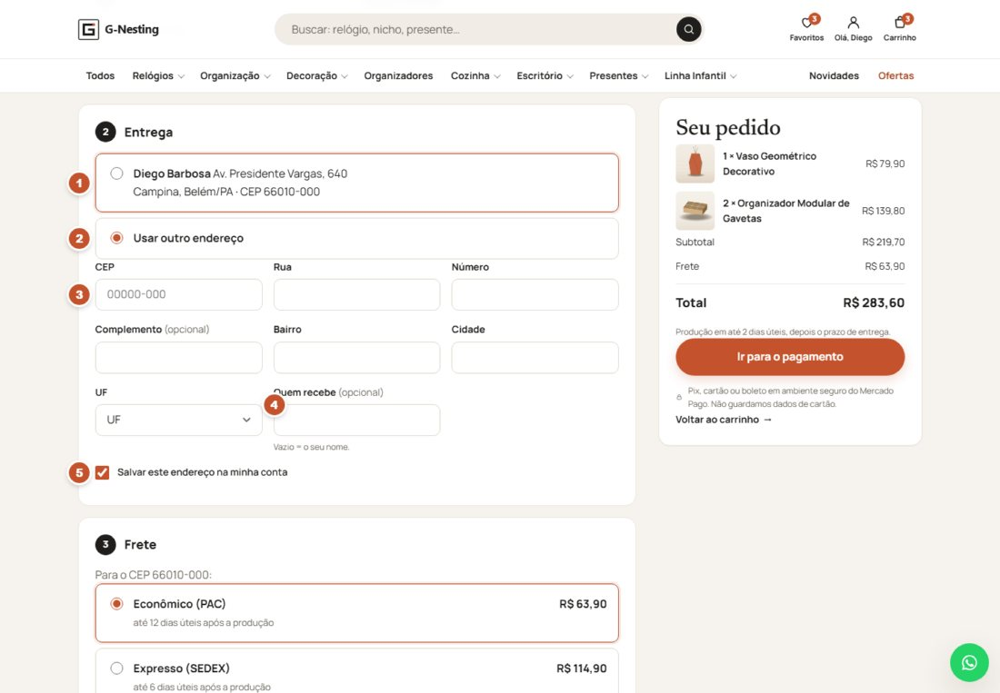 G-Nesting
Buscar: relógio, nicho, presente...
3
Favoritos
Olá, Diego
3
Carrinho
Todos
Relógios
Organização
Decoração
Organizadores
Cozinha
Escritório
Presentes
Linha Infantil
Novidades
Ofertas
2 Entrega
1
Diego Barbosa Av. Presidente Vargas, 640
Campina, Belém/PA · CEP 66010-000
2
Usar outro endereço
CEP
Rua
Número
3
00000-000
Complemento (opcional)
Bairro
Cidade
UF
4
Quem recebe (opcional)
UF
Vazio = o seu nome.
5
Salvar este endereço na minha conta
3 Frete
Para o CEP 66010-000:
Econômico (PAC)
R$ 63,90
até 12 dias úteis após a produção
Expresso (SEDEX)
R$ 114,90
até 6 dias úteis após a produção
Seu pedido
1 × Vaso Geométrico
Decorativo
R$ 79,90
2 × Organizador Modular de
Gavetas
R$ 139,80
Subtotal
R$ 219,70
Frete
R$ 63,90
Total
R$ 283,60
Produção em até 2 dias úteis, depois o prazo de entrega.
Ir para o pagamento
Pix, cartão ou boleto em ambiente seguro do Mercado
Pago. Não guardamos dados de cartão.
Voltar ao carrinho →